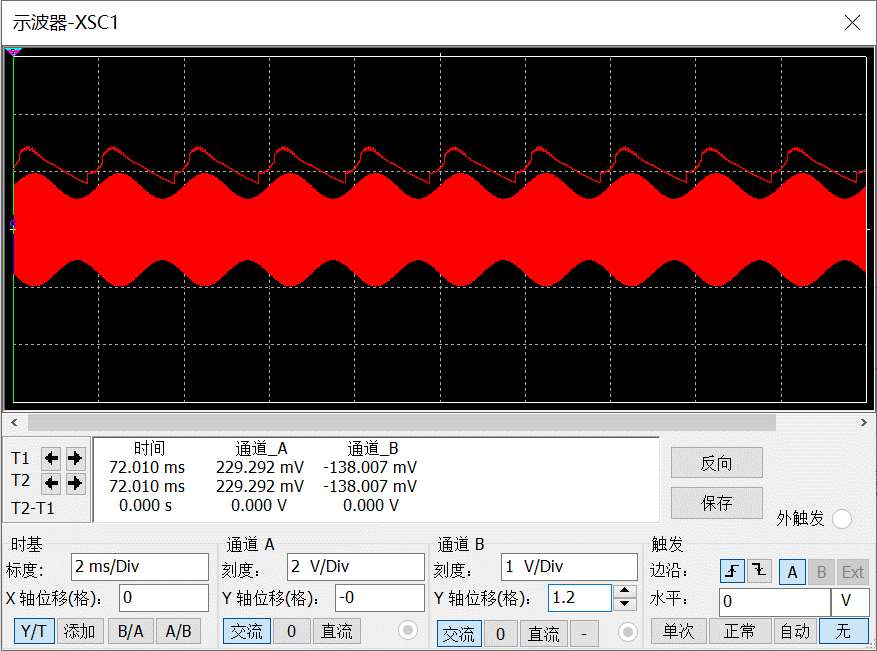 示波器-XSC1
时间 通道_A 通道_B
T1 72.010 ms 229.292 mV -138.007 mV
T2 72.010 ms 229.292 mV -138.007 mV
T2-T1 0.000 s 0.000 V 0.000 V
反向
保存
外触发
时基 通道 A 通道 B 触发
标度: 2 ms/Div 刻度: 2 V/Div 刻度: 1 V/Div 边沿: A B Ext
X 轴位移(格): 0 Y 轴位移(格): -0 Y 轴位移(格): 1.2 水平: 0 V
Y/T 添加 B/A A/B 交流 0 直流 交流 0 直流 - 单次 正常 自动 无